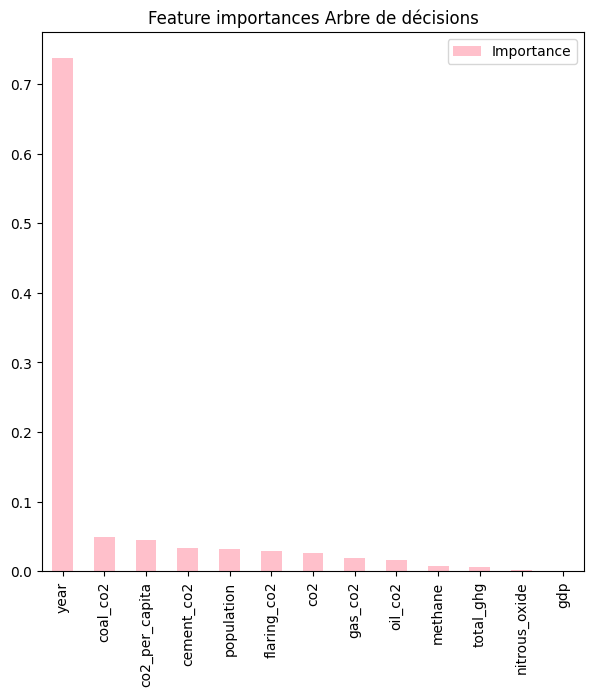 Feature importances Arbre de décisions
Importance
0.7
0.6
0.5
0.4
0.3
0.2
0.1
0.0
year
coal_co2
co2_per_capita
cement_co2
population
flaring_co2
co2
gas_co2
oil_co2
methane
total_ghg
nitrous_oxide
gdp